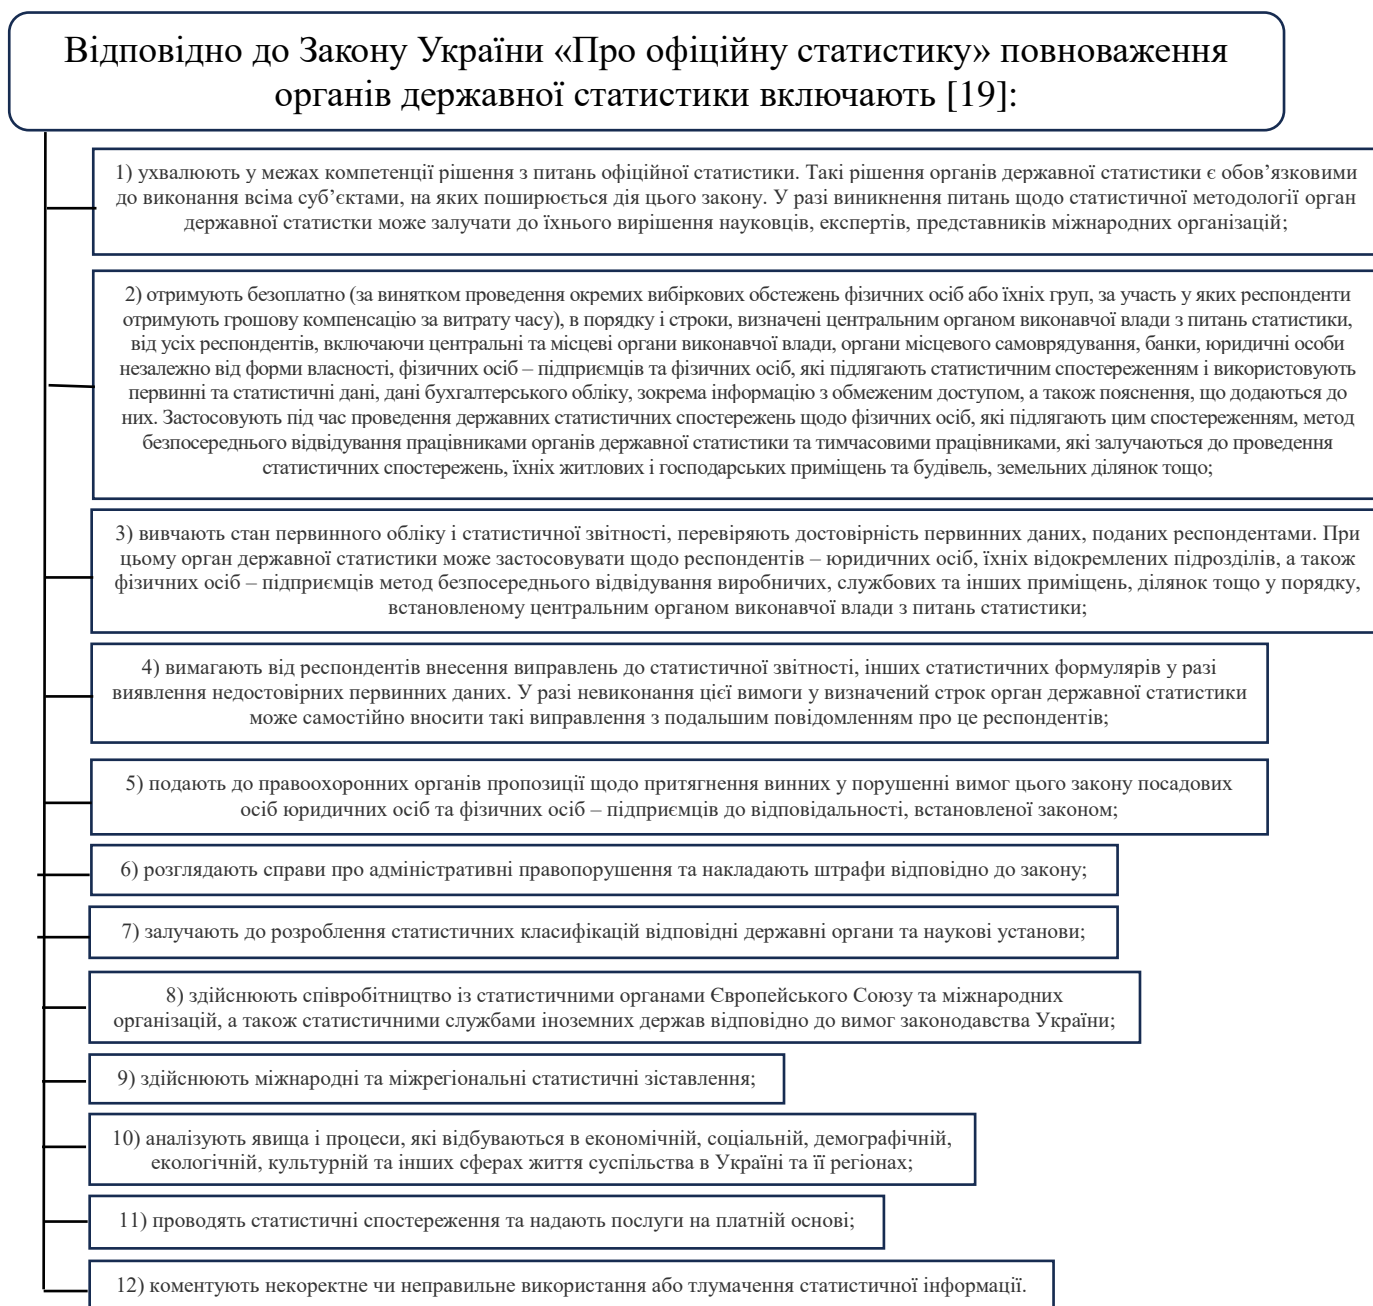 Відповідно до Закону України «Про офіційну статистику» повноваження
органів державної статистики включають [19]:
1) ухвалюють у межах компетенції рішення з питань офіційної статистики. Такі рішення органів державної статистики є обов’язковими
до виконання всіма суб’єктами, на яких поширюється дія цього закону. У разі виникнення питань щодо статистичної методології орган
державної статистки може залучати до їхнього вирішення науковців, експертів, представників міжнародних організацій;
2) отримують безоплатно (за винятком проведення окремих вибіркових обстежень фізичних осіб або їхніх груп, за участь у яких респонденти
отримують грошову компенсацію за витрату часу), в порядку і строки, визначені центральним органом виконавчої влади з питань статистики,
від усіх респондентів, включаючи центральні та місцеві органи виконавчої влади, органи місцевого самоврядування, банки, юридичні особи
незалежно від форми власності, фізичних осіб – підприємців та фізичних осіб, які підлягають статистичним спостереженням і використовують
первинні та статистичні дані, дані бухгалтерського обліку, зокрема інформацію з обмеженим доступом, а також пояснення, що додаються до
них. Застосовують під час проведення державних статистичних спостережень щодо фізичних осіб, які підлягають цим спостереженням, метод
безпосереднього відвідування працівниками органів державної статистики та тимчасовими працівниками, які залучаються до проведення
статистичних спостережень, їхніх житлових і господарських приміщень та будівель, земельних ділянок тощо;
3) вивчають стан первинного обліку і статистичної звітності, перевіряють достовірність первинних даних, поданих респондентами. При
цьому орган державної статистики може застосовувати щодо респондентів – юридичних осіб, їхніх відокремлених підрозділів, а також
фізичних осіб – підприємців метод безпосереднього відвідування виробничих, службових та інших приміщень, ділянок тощо у порядку,
встановленому центральним органом виконавчої влади з питань статистики;
4) вимагають від респондентів внесення виправлень до статистичної звітності, інших статистичних формулярів у разі
виявлення недостовірних первинних даних. У разі невиконання цієї вимоги у визначений строк орган державної статистики
може самостійно вносити такі виправлення з подальшим повідомленням про це респондентів;
5) подають до правоохоронних органів пропозиції щодо притягнення винних у порушенні вимог цього закону посадових
осіб юридичних осіб та фізичних осіб – підприємців до відповідальності, встановленої законом;
6) розглядають справи про адміністративні правопорушення та накладають штрафи відповідно до закону;
7) залучають до розроблення статистичних класифікацій відповідні державні органи та наукові установи;
8) здійснюють співробітництво із статистичними органами Європейського Союзу та міжнародних
організацій, а також статистичними службами іноземних держав відповідно до вимог законодавства України;
9) здійснюють міжнародні та міжрегіональні статистичні зіставлення;
10) аналізують явища і процеси, які відбуваються в економічній, соціальній, демографічній,
екологічній, культурній та інших сферах життя суспільства в Україні та її регіонах;
11) проводять статистичні спостереження та надають послуги на платній основі;
12) коментують некоректне чи неправильне використання або тлумачення статистичної інформації.